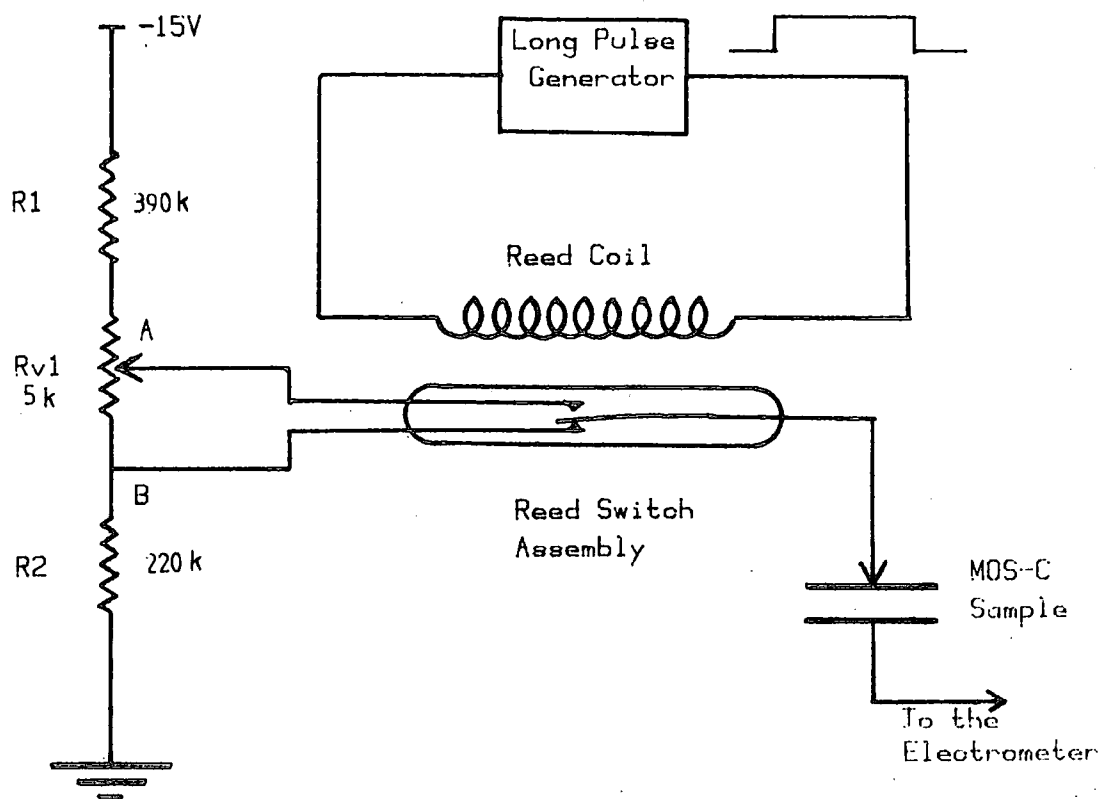 -15V
Long Pulse
Generator
R1
390k
Reed Coil
A
Rv1
5k
B
Reed Switch
Assembly
R2
220k
MOS-C
Sample
To the
Electrometer